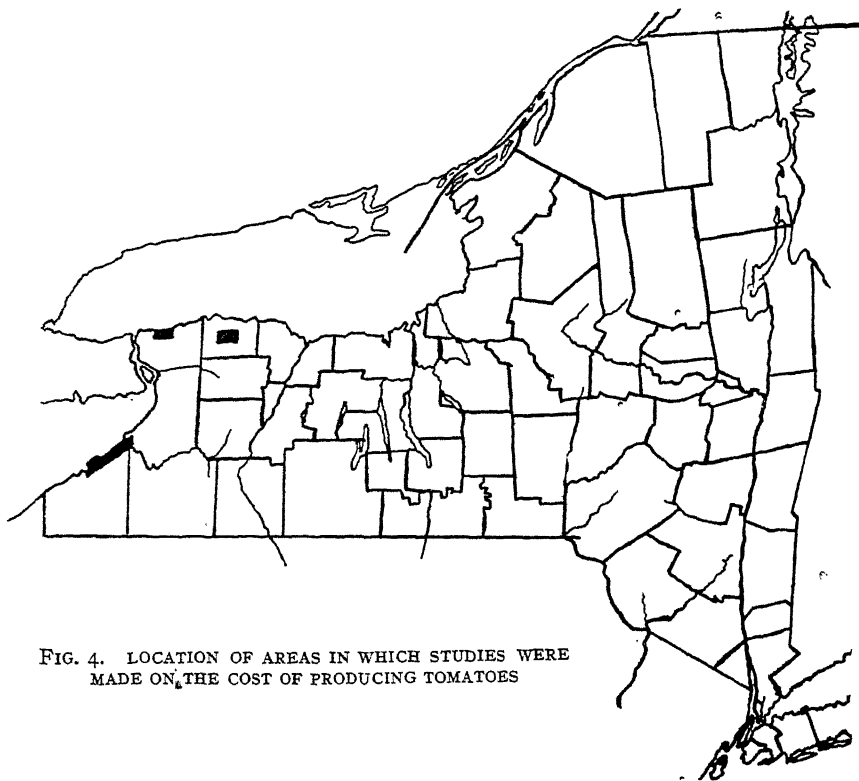 FIG. 4. LOCATION OF AREAS IN WHICH STUDIES WERE
MADE ON THE COST OF PRODUCING TOMATOES